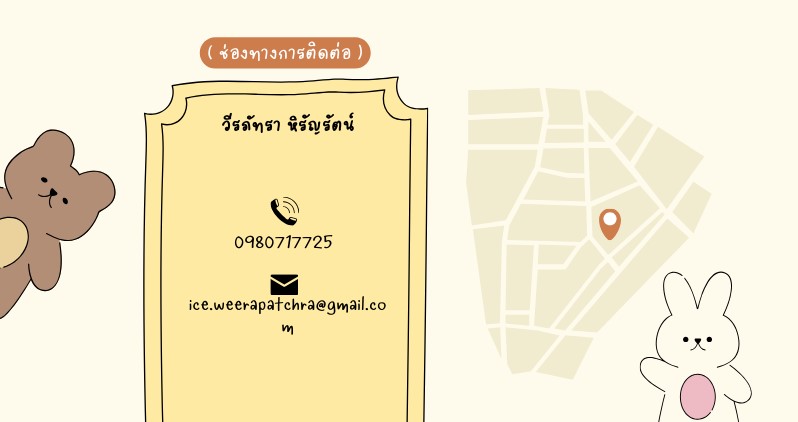 ( ช่องทางการติดต่อ )
วีรภัทรา หิรัญรัตน์
0980717725
ice.weerapatchra@gmail.co
m